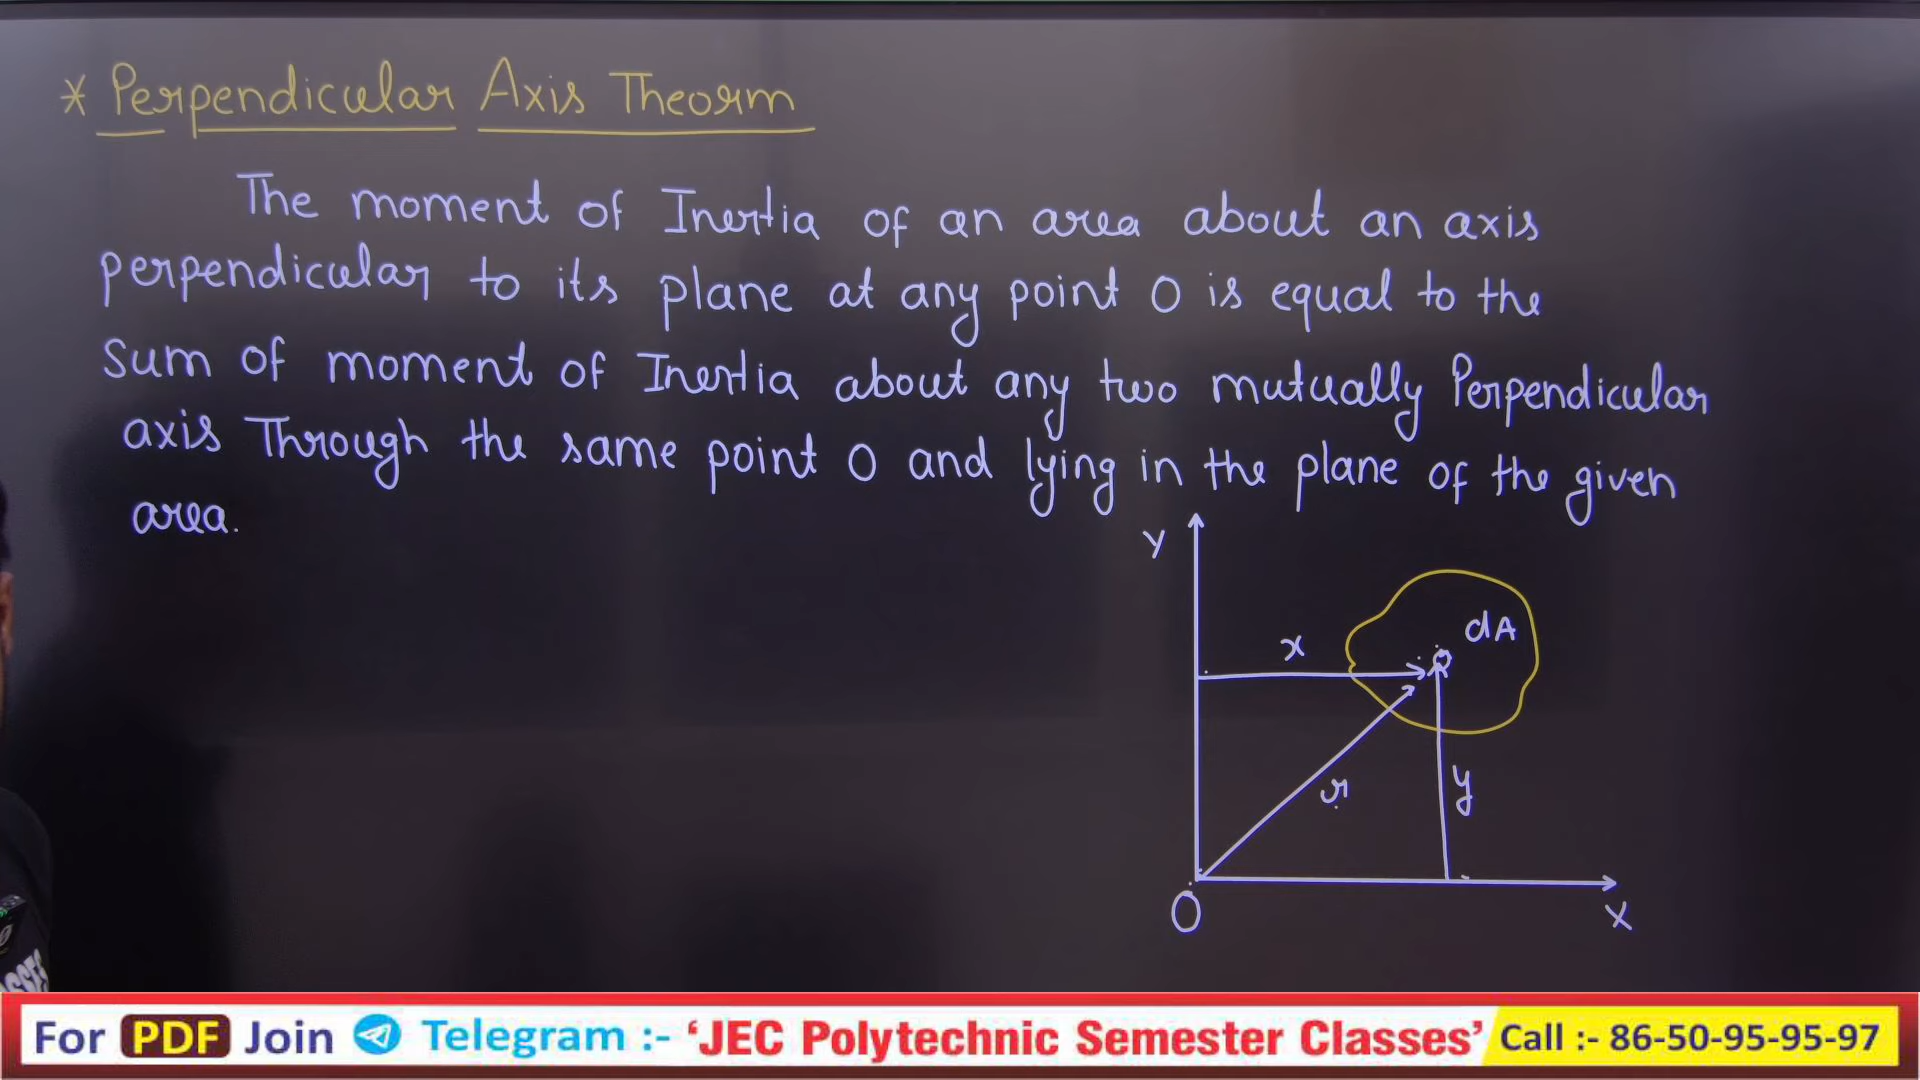 * Perpendicular Axis Theorm
The moment of Inertia of an area about an axis
perpendicular to its plane at any point O is equal to the
Sum of moment of Inertia about any two mutually Perpendicular
axis Through the same point O and lying in the plane of the given
area.
Y
dA
x
r
y
O
X
For PDF Join Telegram :- ‘JEC Polytechnic Semester Classes’ Call :- 86-50-95-95-97